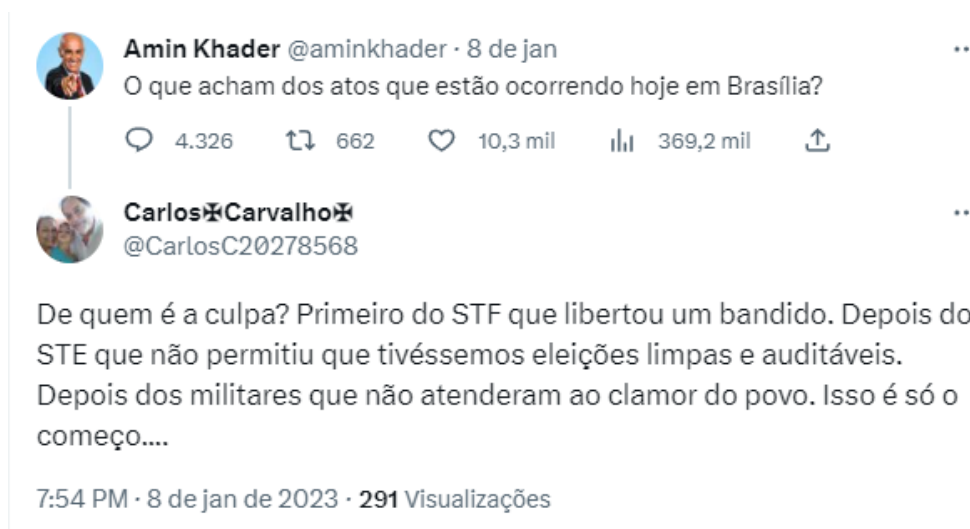 Amin Khader @aminkhader · 8 de jan
O que acham dos atos que estão ocorrendo hoje em Brasília?
4.326 662 10,3 mil 369,2 mil
Carlos✠Carvalho✠
@CarlosC20278568
De quem é a culpa? Primeiro do STF que libertou um bandido. Depois do
STE que não permitiu que tivéssemos eleições limpas e auditáveis.
Depois dos militares que não atenderam ao clamor do povo. Isso é só o
começo....
7:54 PM · 8 de jan de 2023 · 291 Visualizações